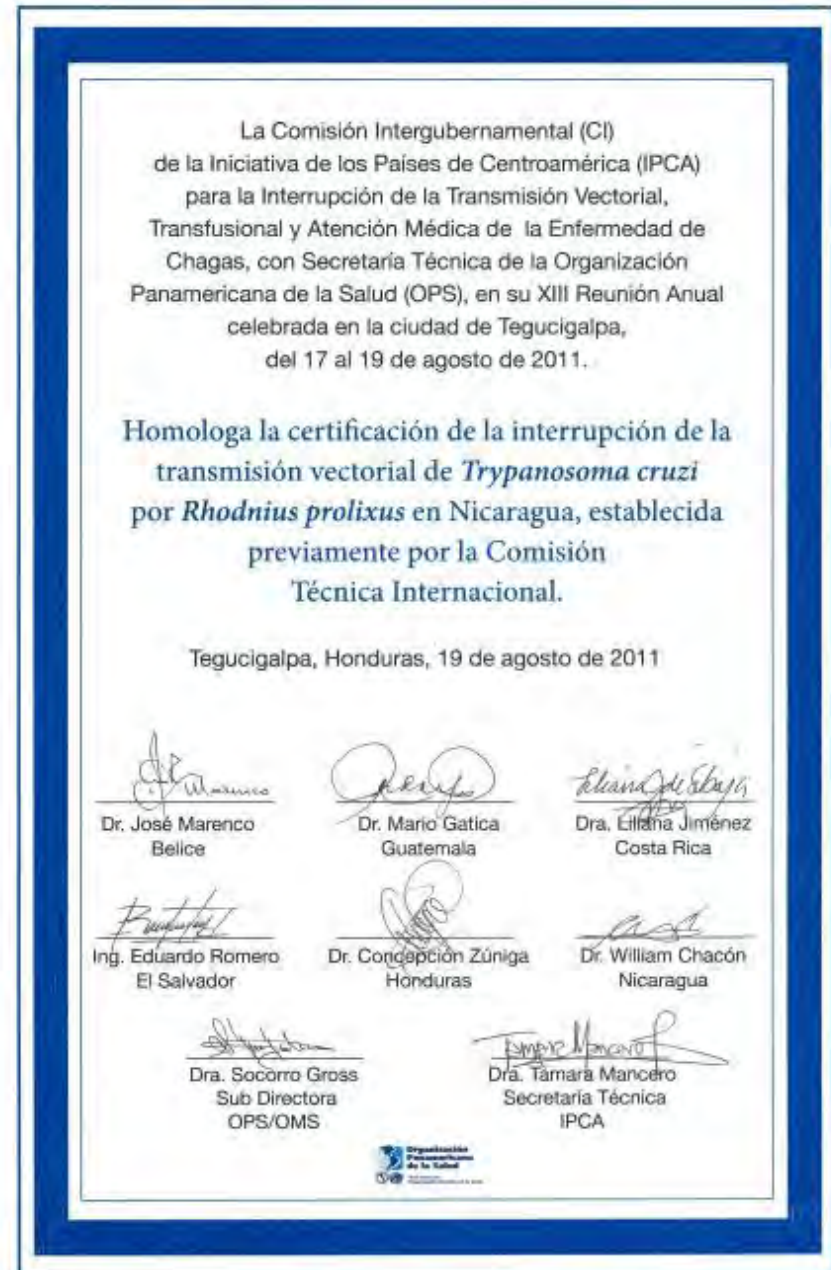 La Comisión Intergubernamental (CI)
de la Iniciativa de los Países de Centroamérica (IPCA)
para la Interrupción de la Transmisión Vectorial,
Transfusional y Atención Médica de la Enfermedad de
Chagas, con Secretaría Técnica de la Organización
Panamericana de la Salud (OPS), en su XIII Reunión Anual
celebrada en la ciudad de Tegucigalpa,
del 17 al 19 de agosto de 2011.
Homologa la certificación de la interrupción de la
transmisión vectorial de Trypanosoma cruzi
por Rhodnius prolixus en Nicaragua, establecida
previamente por la Comisión
Técnica Internacional.
Tegucigalpa, Honduras, 19 de agosto de 2011
Marenco
Dr. José Marenco
Belice
Dr. Mario Gatica
Guatemala
Dra. Liliana Jiménez
Costa Rica
Ing. Eduardo Romero
El Salvador
Dr. Concepción Zúniga
Honduras
Dr. William Chacón
Nicaragua
Dra. Socorro Gross
Sub Directora
OPS/OMS
Tamara Mancero
Dra. Tamara Mancero
Secretaría Técnica
IPCA
Organización
Panamericana
de la Salud